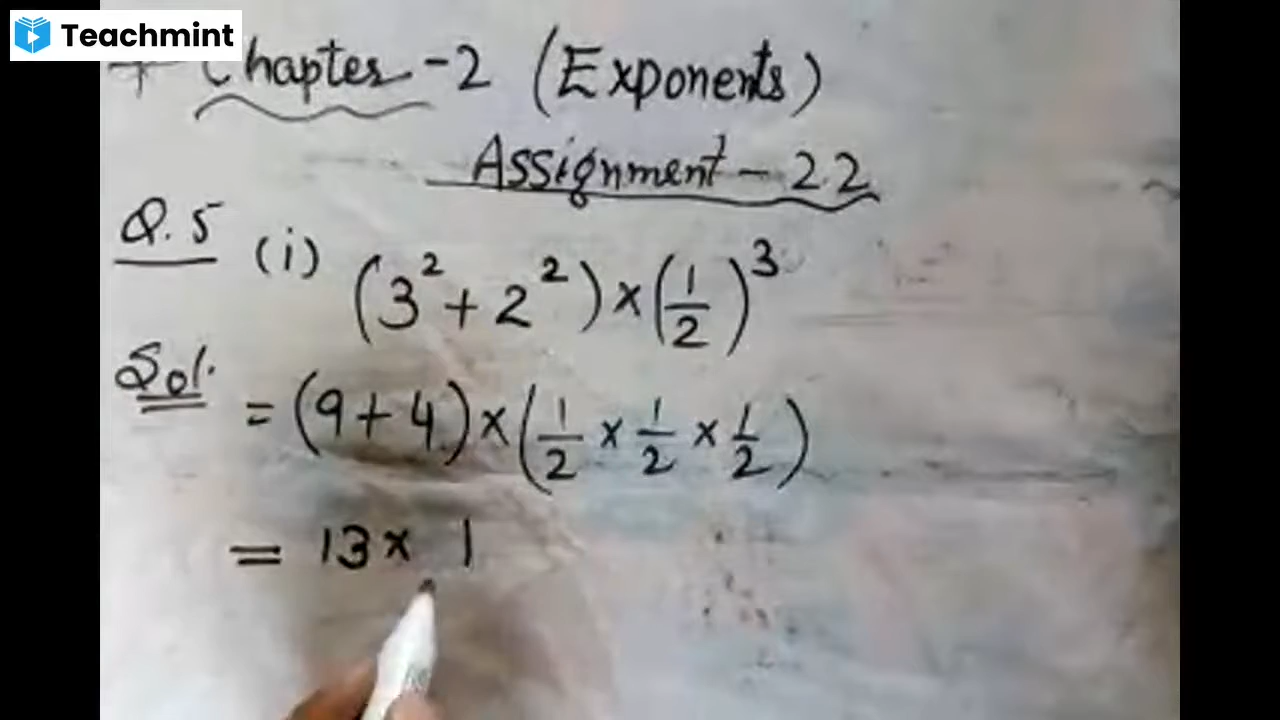 Teachmint
Chapter-2 (Exponents)
Assignment - 2.2
Q.5 (i) (3² + 2²) × (1/2)³
Sol. = (9+4) × (1/2 × 1/2 × 1/2)
= 13 × 1